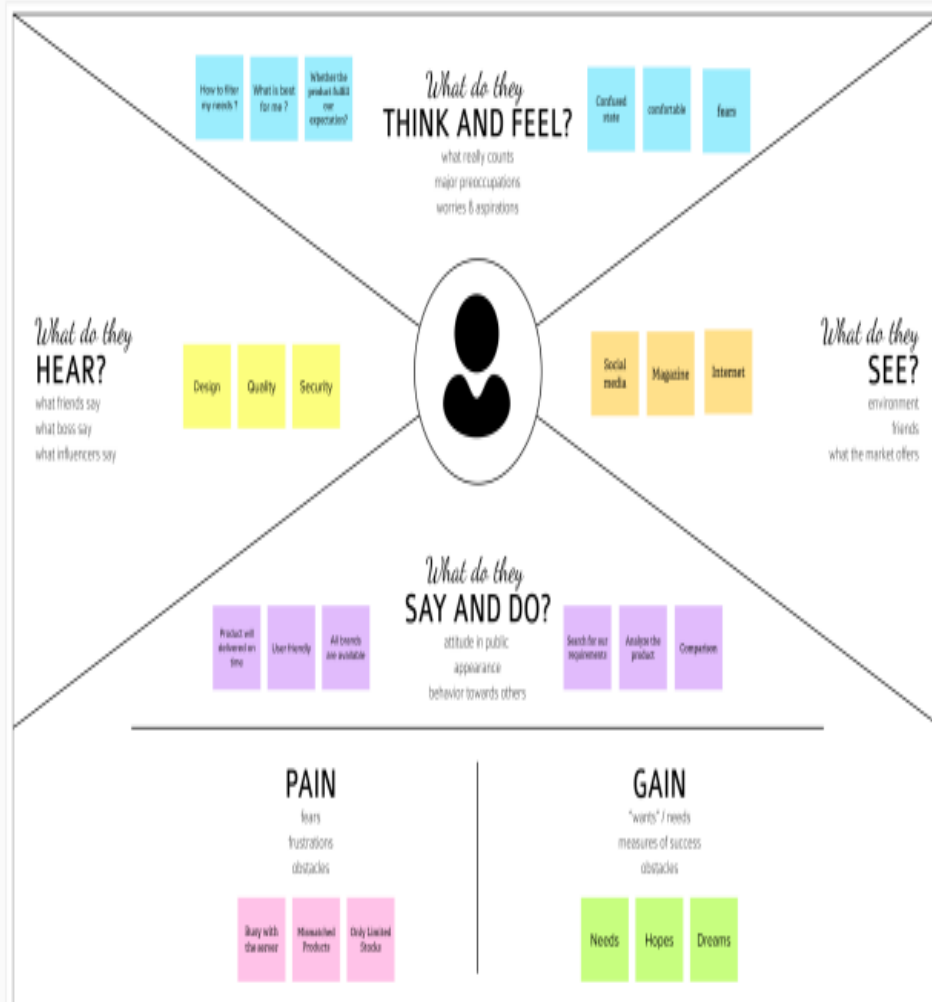 How to filter
my needs ?
What is best
for me ?
Whether the
product fulfill
our
expectation?
What do they
THINK AND FEEL?
what really counts
major preoccupations
worries & aspirations
Confused
state
comfortable
fears
What do they
HEAR?
what friends say
what boss say
what influencers say
Design
Quality
Security
Social
media
Magazine
Internet
What do they
SEE?
environment
friends
what the market offers
What do they
SAY AND DO?
attitude in public
appearance
behavior towards others
Product will
delivered on
time
User friendly
All brands
are available
Search for our
requirements
Analyze the
product
Comparison
PAIN
fears
frustrations
obstacles
Busy with
the server
Mismatched
Products
Only Limited
Stocks
GAIN
"wants" / needs
measures of success
obstacles
Needs
Hopes
Dreams